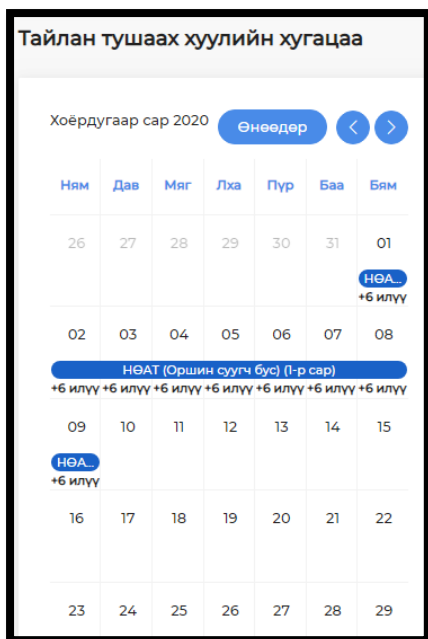 Тайлан тушаах хуулийн хугацаа
Хоёрдугаар сар 2020 Өнөөдөр
Ням Дав Мяг Лха Пүр Баа Бям
26 27 28 29 30 31 01
НӨА...
+6 илүү
02 03 04 05 06 07 08
НӨАТ (Оршин суугч бус) (1-р сар)
+6 илүү +6 илүү +6 илүү +6 илүү +6 илүү +6 илүү +6 илүү
09 10 11 12 13 14 15
НӨА...
+6 илүү
16 17 18 19 20 21 22
23 24 25 26 27 28 29